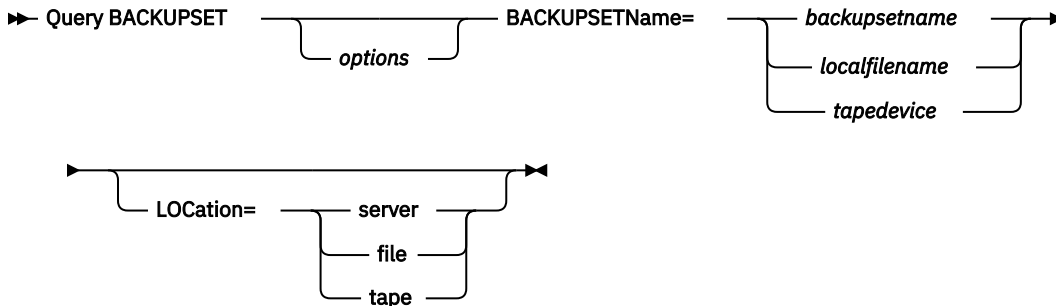 Query BACKUPSET options BACKUPSETName= backupsetname
localfilename
tapedevice
LOCation= server
file
tape